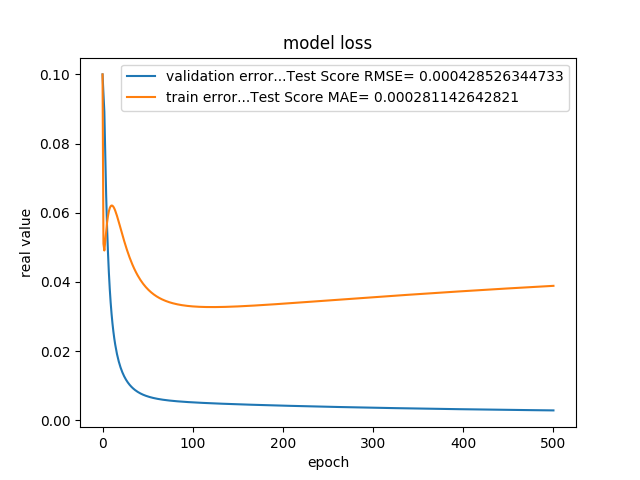 model loss
validation error...Test Score RMSE= 0.000428526344733
train error...Test Score MAE= 0.000281142642821
real value
0.10
0.08
0.06
0.04
0.02
0.00
0 100 200 300 400 500
epoch